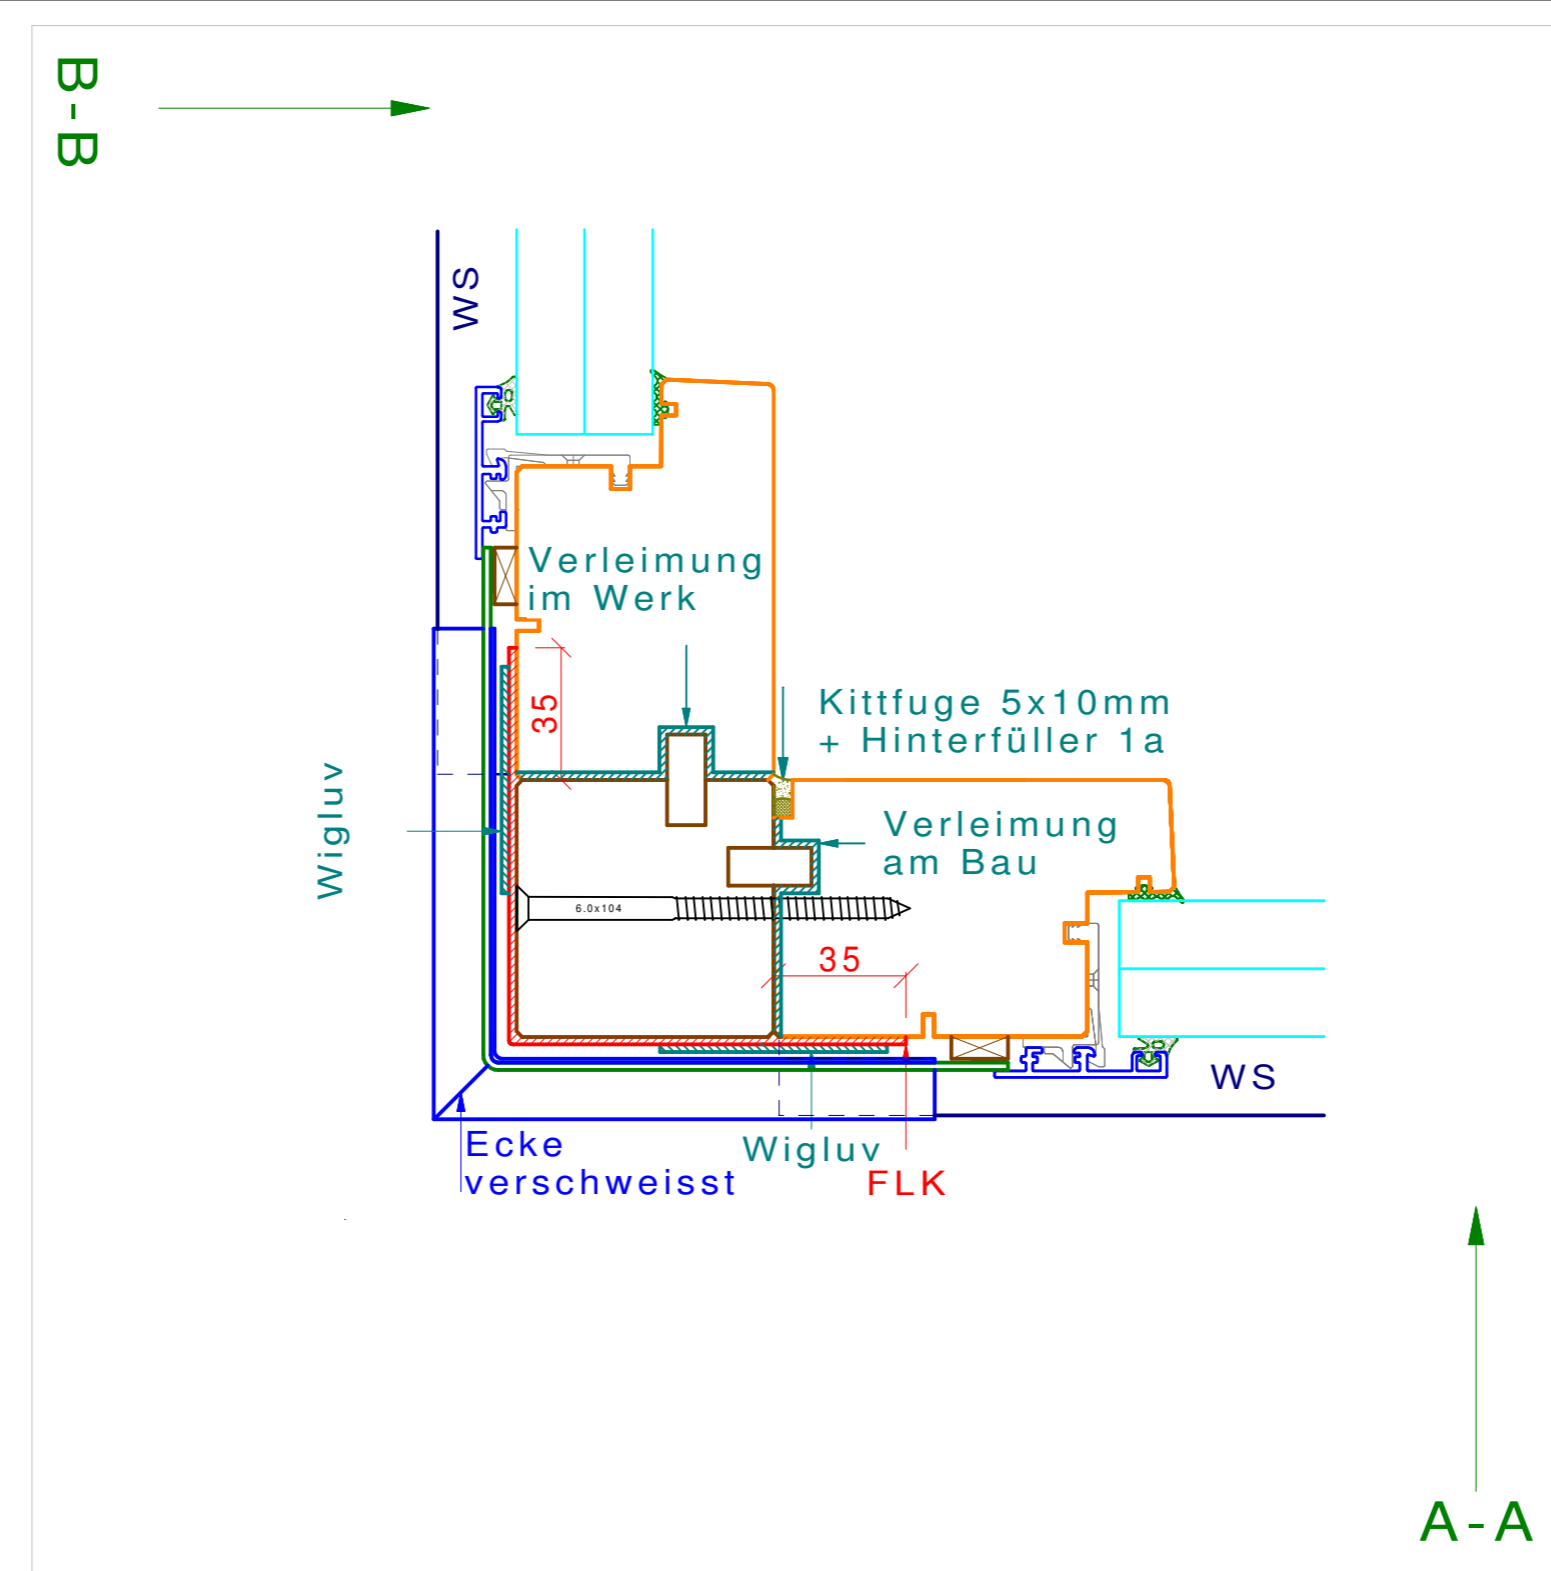 B-B
WS
Verleimung
im Werk
35
Kittfuge 5x10mm
+ Hinterfüller 1a
Wigluv
Verleimung
am Bau
6.0x104
35
WS
Ecke
verschweisst
Wigluv
FLK
A-A